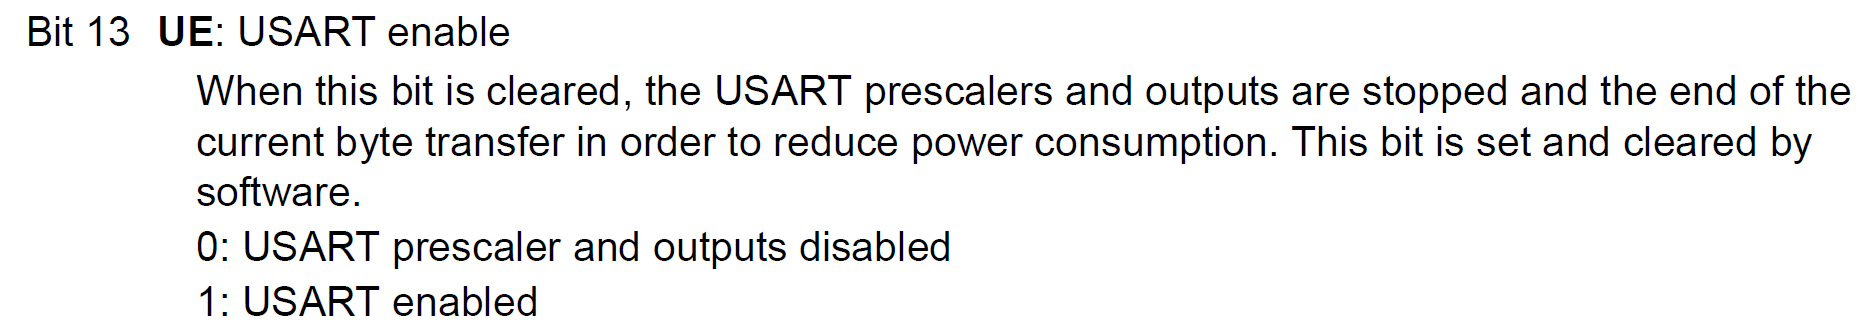 Bit 13 UE: USART enable
When this bit is cleared, the USART prescalers and outputs are stopped and the end of the
current byte transfer in order to reduce power consumption. This bit is set and cleared by
software.
0: USART prescaler and outputs disabled
1: USART enabled